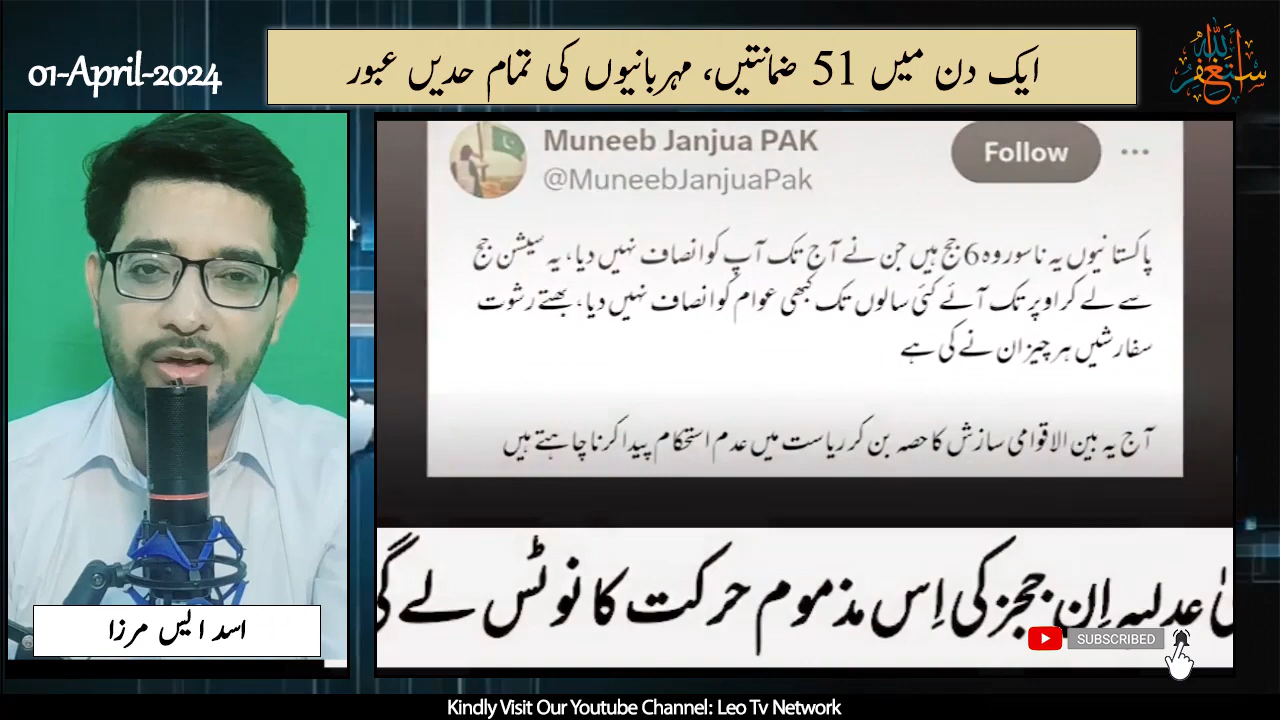 01-April-2024
ایک دن میں 51 ضمانتیں، مہربانیوں کی تمام حدیں عبور
Muneeb Janjua PAK
@MuneebJanjuaPak
Follow
پاکستانیوں یہ ناسور وہ 6 جج ہیں جن نے آج تک آپ کو انصاف نہیں دیا، یہ سیشن جج
سے لے کر اوپر تک آئے کئی سالوں تک کبھی عوام کو انصاف نہیں دیا، بھتے رشوت
سفارشیں ہر چیز ان نے کی ہے
آج یہ بین الاقوامی سازش کا حصہ بن کر ریاست میں عدم استحکام پیدا کرنا چاہتے ہیں
عدلیہ اِن ججز کی اِس مذموم حرکت کا نوٹس لے گی
SUBSCRIBED
اسد ایس مرزا
Kindly Visit Our Youtube Channel: Leo Tv Network